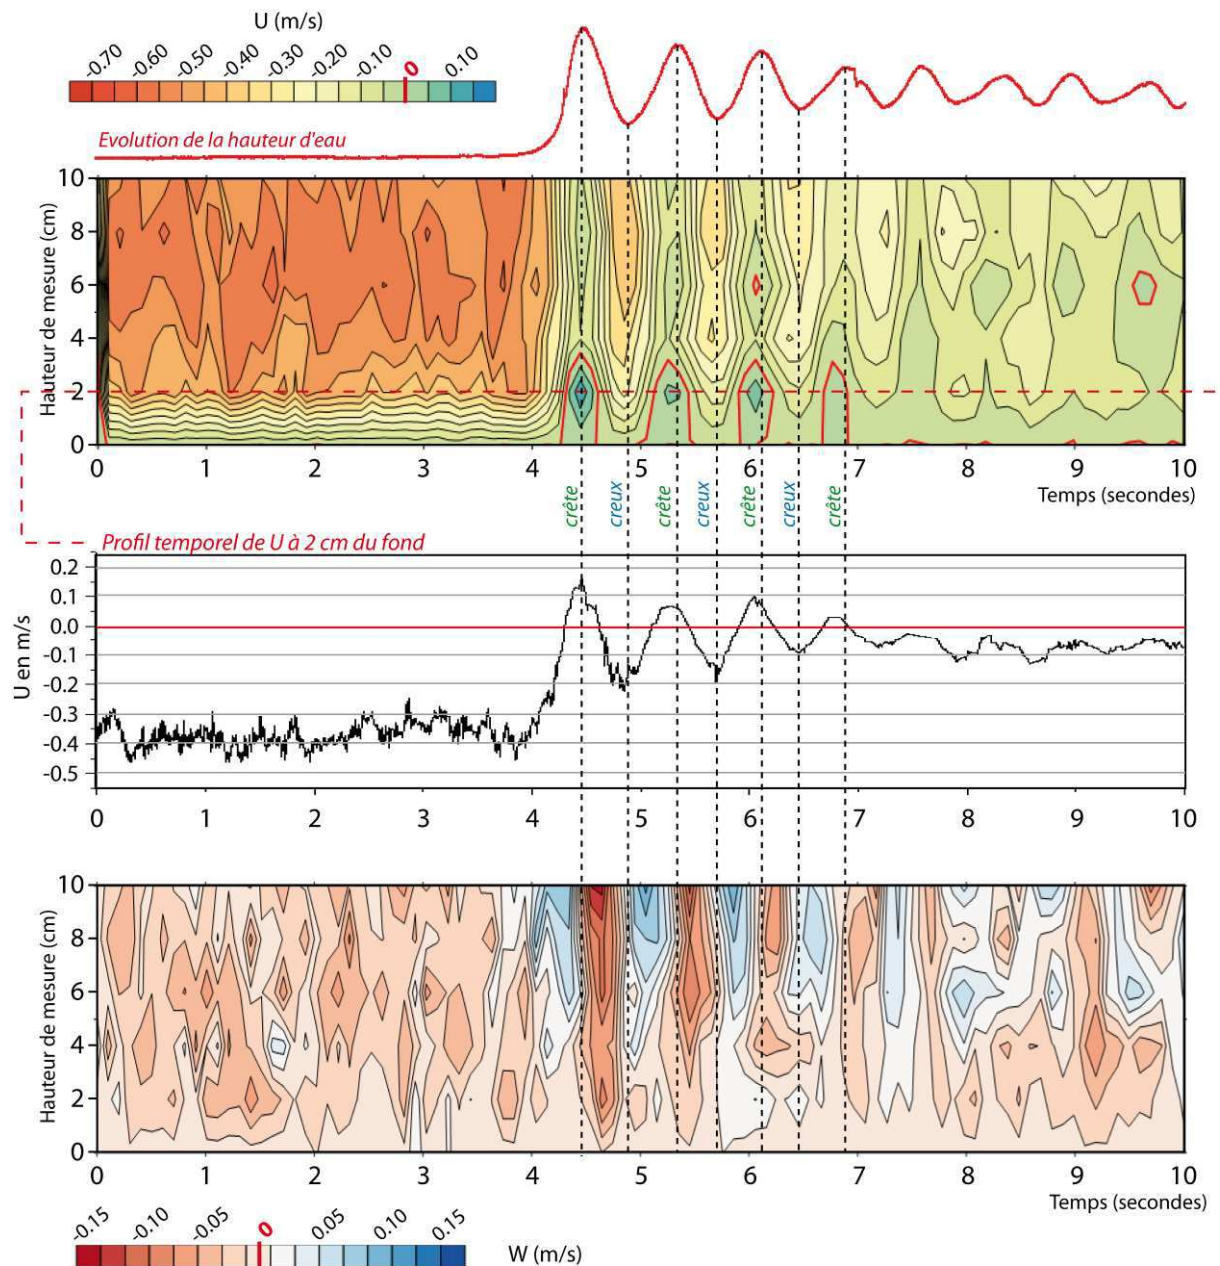 U (m/s)
-0.70 -0.60 -0.50 -0.40 -0.30 -0.20 -0.10 0 0.10
Evolution de la hauteur d'eau
Hauteur de mesure (cm)
10
8
6
4
2
0
0 1 2 3 4 5 6 7 8 9 10
Temps (secondes)
crête creux crête creux crête creux crête
Profil temporel de U à 2 cm du fond
U en m/s
0.2
0.1
0.0
-0.1
-0.2
-0.3
-0.4
-0.5
0 1 2 3 4 5 6 7 8 9 10
Hauteur de mesure (cm)
10
8
6
4
2
0
0 1 2 3 4 5 6 7 8 9 10
Temps (secondes)
-0.15 -0.10 -0.05 0 0.05 0.10 0.15
W (m/s)